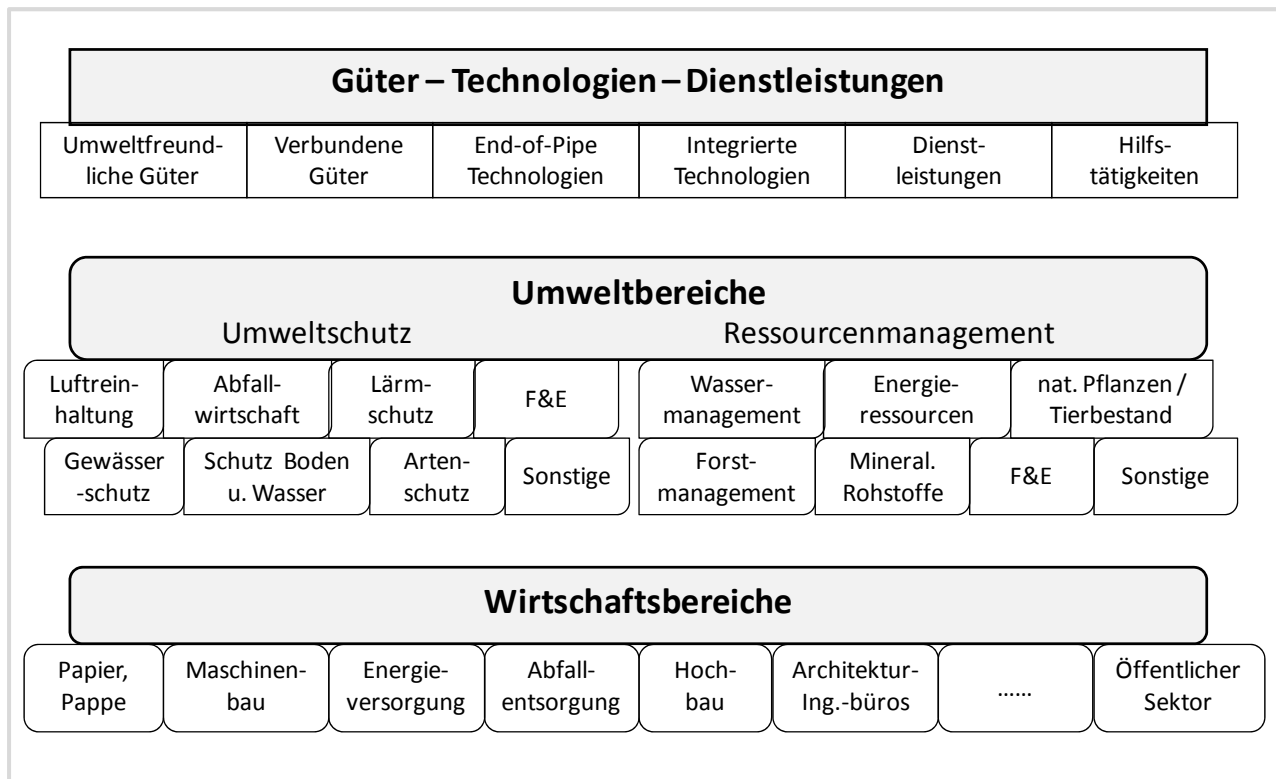 Güter – Technologien – Dienstleistungen
Umweltfreund-
liche Güter
Verbundene
Güter
End-of-Pipe
Technologien
Integrierte
Technologien
Dienst-
leistungen
Hilfs-
tätigkeiten
Umweltbereiche
Umweltschutz
Ressourcenmanagement
Luftrein-
haltung
Abfall-
wirtschaft
Lärm-
schutz
F&E
Wasser-
management
Energie-
ressourcen
nat. Pflanzen /
Tierbestand
Gewässer
-schutz
Schutz Boden
u. Wasser
Arten-
schutz
Sonstige
Forst-
management
Mineral.
Rohstoffe
F&E
Sonstige
Wirtschaftsbereiche
Papier,
Pappe
Maschinen-
bau
Energie-
versorgung
Abfall-
entsorgung
Hoch-
bau
Architektur-
Ing.-büros
......
Öffentlicher
Sektor